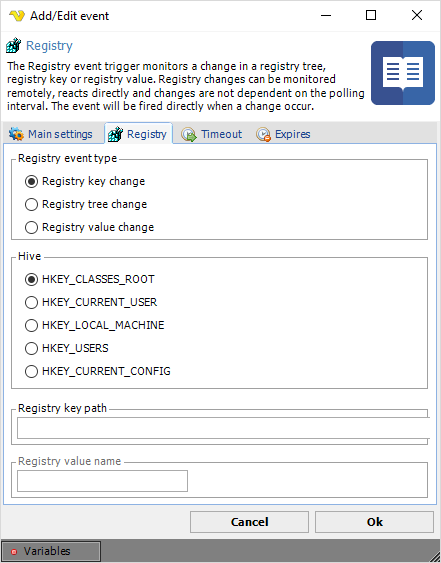 Add/Edit event
Registry
The Registry event trigger monitors a change in a registry tree,
registry key or registry value. Registry changes can be monitored
remotely, reacts directly and changes are not dependent on the polling
interval. The event will be fired directly when a change occur.
Main settings Registry Timeout Expires
Registry event type
Registry key change
Registry tree change
Registry value change
Hive
HKEY_CLASSES_ROOT
HKEY_CURRENT_USER
HKEY_LOCAL_MACHINE
HKEY_USERS
HKEY_CURRENT_CONFIG
Registry key path
Registry value name
Cancel Ok
Variables